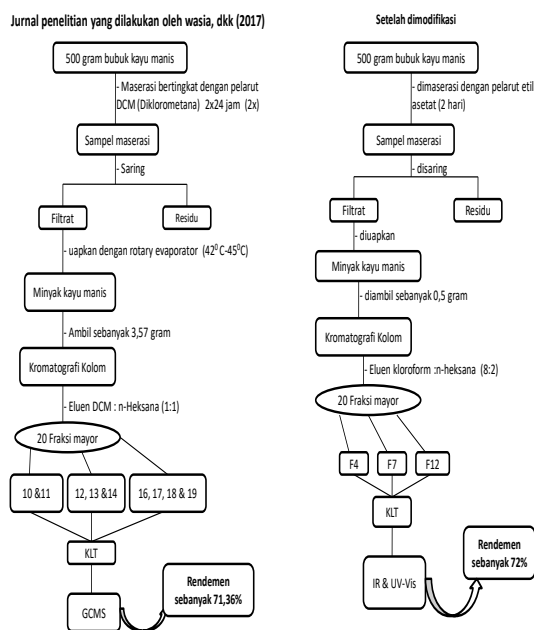 Jurnal penelitian yang dilakukan oleh wasia, dkk (2017)
500 gram bubuk kayu manis
- Maserasi bertingkat dengan pelarut
DCM (Diklorometana) 2x24 jam (2x)
Sampel maserasi
- Saring
Filtrat
Residu
- uapkan dengan rotary evaporator (42⁰C-45⁰C)
Minyak kayu manis
- Ambil sebanyak 3,57 gram
Kromatografi Kolom
- Eluen DCM : n-Heksana (1:1)
20 Fraksi mayor
10 &11
12, 13 &14
16, 17, 18 & 19
KLT
GCMS
Rendemen
sebanyak 71,36%
Setelah dimodifikasi
500 gram bubuk kayu manis
- dimaserasi dengan pelarut etil
asetat (2 hari)
Sampel maserasi
- disaring
Filtrat
Residu
- diuapkan
Minyak kayu manis
- diambil sebanyak 0,5 gram
Kromatografi Kolom
- Eluen kloroform :n-heksana (8:2)
20 Fraksi mayor
F4
F7
F12
KLT
IR & UV-Vis
Rendemen
sebanyak 72%